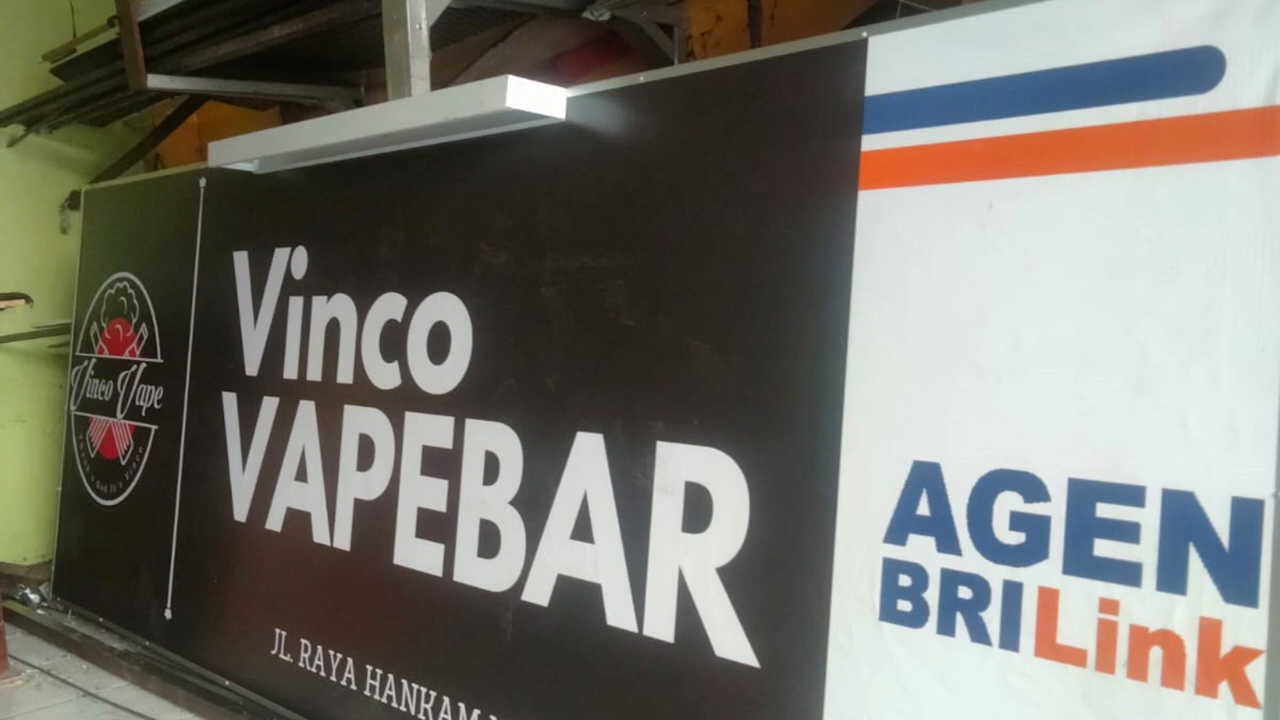 Vinco Vape
Vinco
VAPEBAR
JL. RAYA HANKAM
AGEN
BRILink